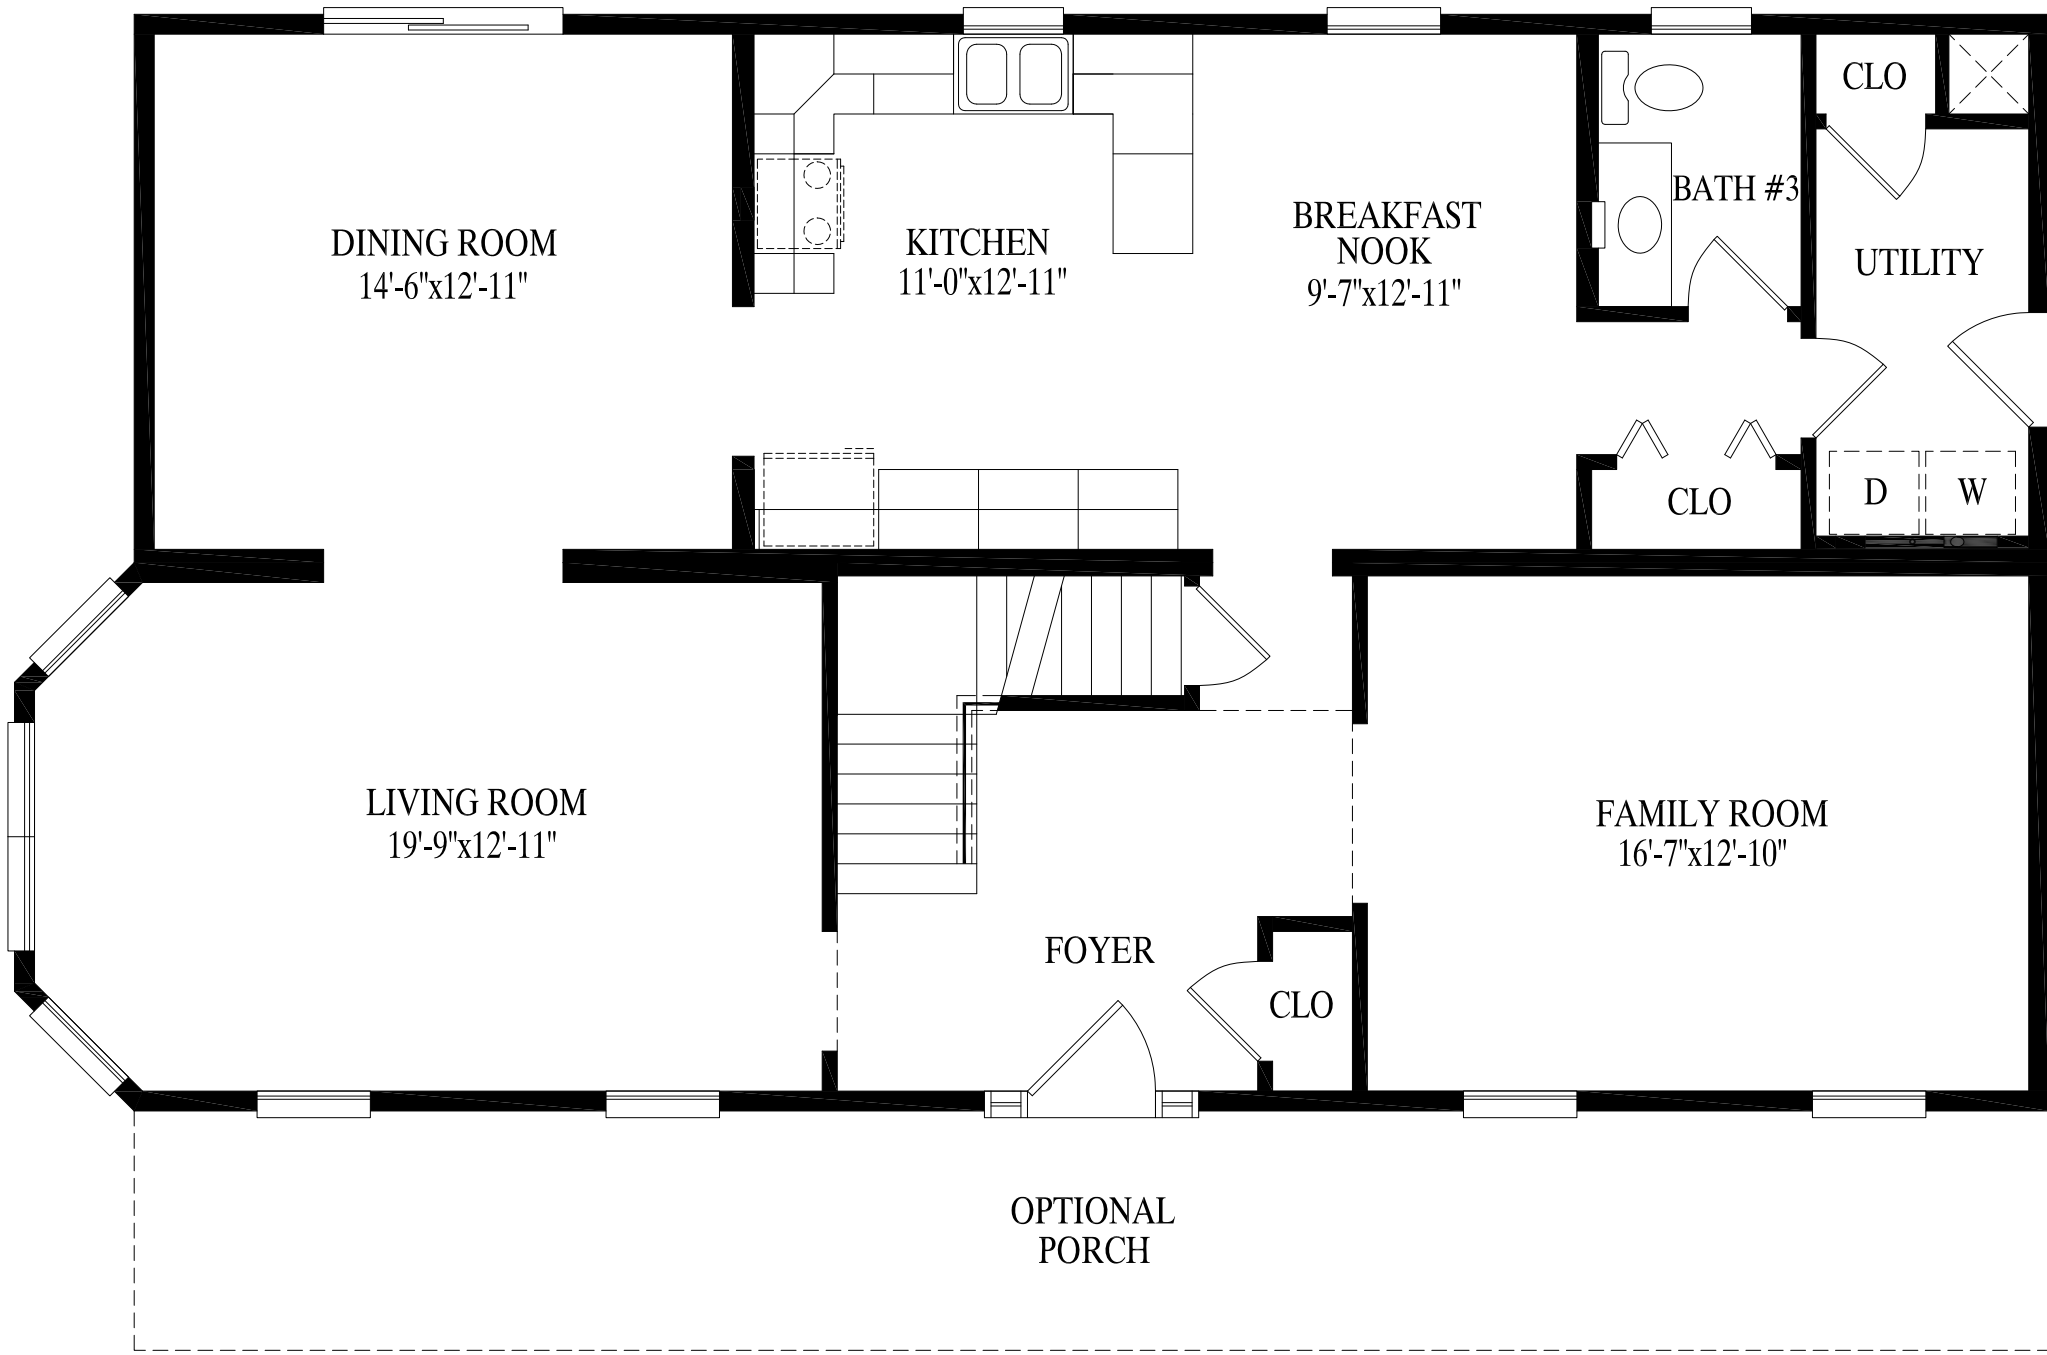 CLO
BATH #3
DINING ROOM
14'-6"x12'-11"
KITCHEN
11'-0"x12'-11"
BREAKFAST
NOOK
9'-7"x12'-11"
UTILITY
CLO
D
W
LIVING ROOM
19'-9"x12'-11"
FAMILY ROOM
16'-7"x12'-10"
FOYER
CLO
OPTIONAL
PORCH